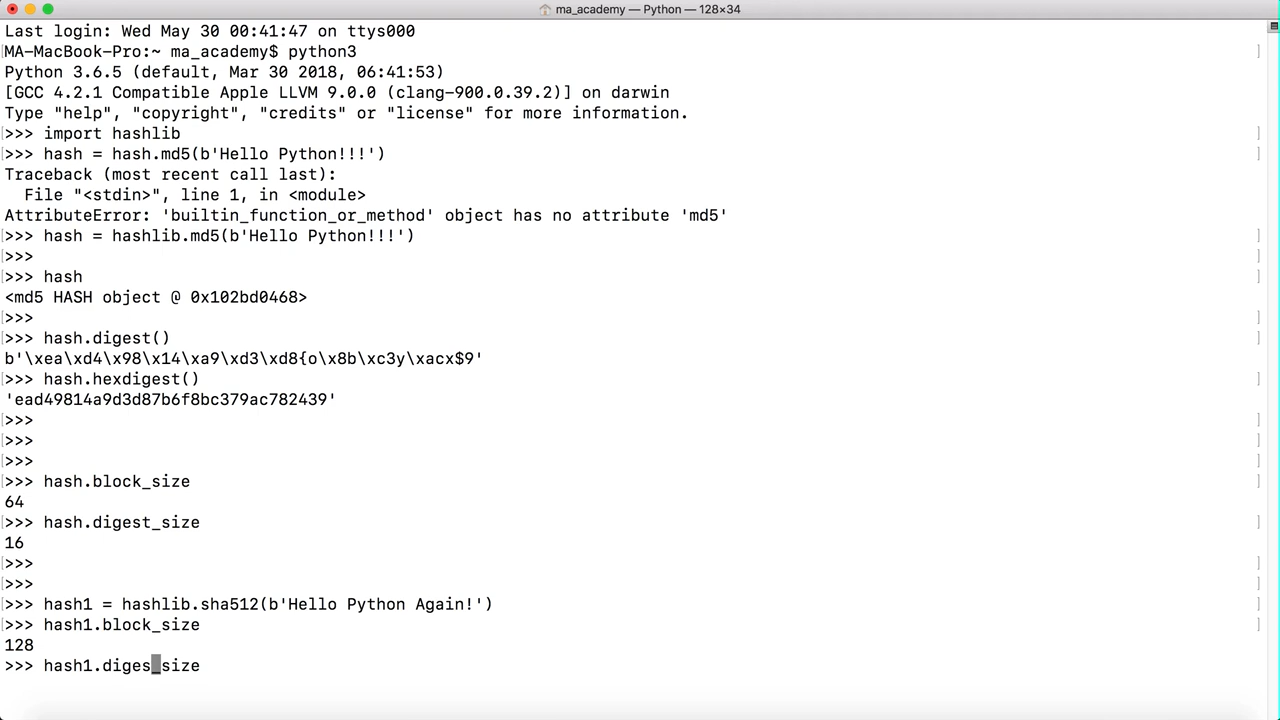 ma_academy — Python — 128×34
Last login: Wed May 30 00:41:47 on ttys000
MA-MacBook-Pro:~ ma_academy$ python3
Python 3.6.5 (default, Mar 30 2018, 06:41:53)
[GCC 4.2.1 Compatible Apple LLVM 9.0.0 (clang-900.0.39.2)] on darwin
Type "help", "copyright", "credits" or "license" for more information.
>>> import hashlib
>>> hash = hash.md5(b'Hello Python!!!')
Traceback (most recent call last):
  File "<stdin>", line 1, in <module>
AttributeError: 'builtin_function_or_method' object has no attribute 'md5'
>>> hash = hashlib.md5(b'Hello Python!!!')
>>>
>>> hash
<md5 HASH object @ 0x102bd0468>
>>>
>>> hash.digest()
b'\xea\xd4\x98\x14\xa9\xd3\xd8{o\x8b\xc3y\xacx$9'
>>> hash.hexdigest()
'ead49814a9d3d87b6f8bc379ac782439'
>>>
>>>
>>>
>>> hash.block_size
64
>>> hash.digest_size
16
>>>
>>>
>>> hash1 = hashlib.sha512(b'Hello Python Again!')
>>> hash1.block_size
128
>>> hash1.diges_size